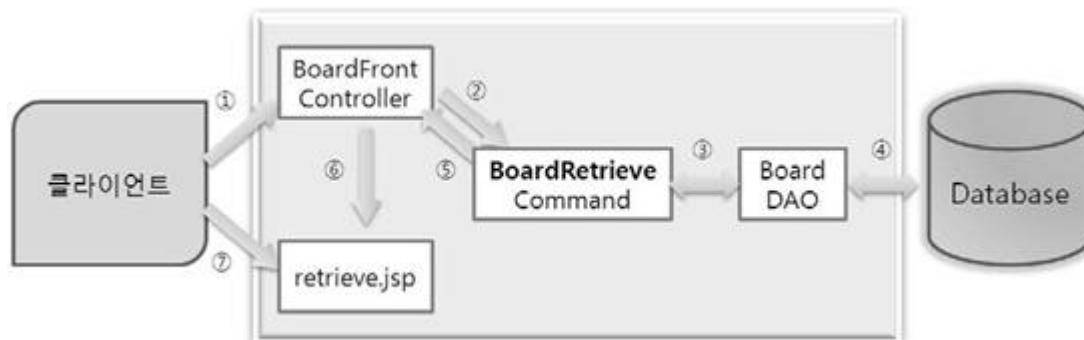 클라이언트
①
BoardFront
Controller
②
⑤
⑥
BoardRetrieve
Command
③
Board
DAO
④
Database
⑦
retrieve.jsp